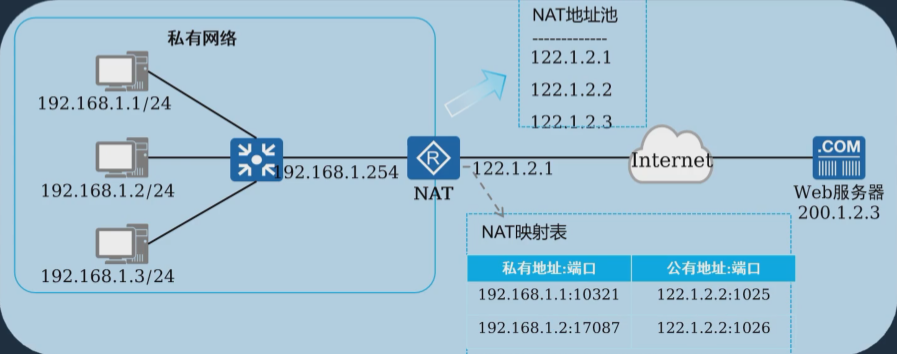 私有网络
192.168.1.1/24
192.168.1.2/24
192.168.1.3/24
192.168.1.254
R
NAT
122.1.2.1
NAT地址池
-------------
122.1.2.1
122.1.2.2
122.1.2.3
Internet
.COM
Web服务器
200.1.2.3
NAT映射表
私有地址:端口 公有地址:端口
192.168.1.1:10321 122.1.2.2:1025
192.168.1.2:17087 122.1.2.2:1026